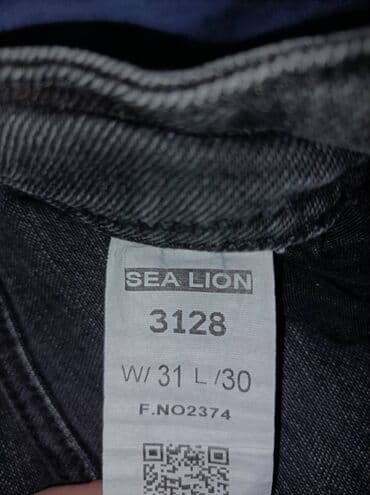 SEA LION
3128
W/ 31 L /30
F.NO2374